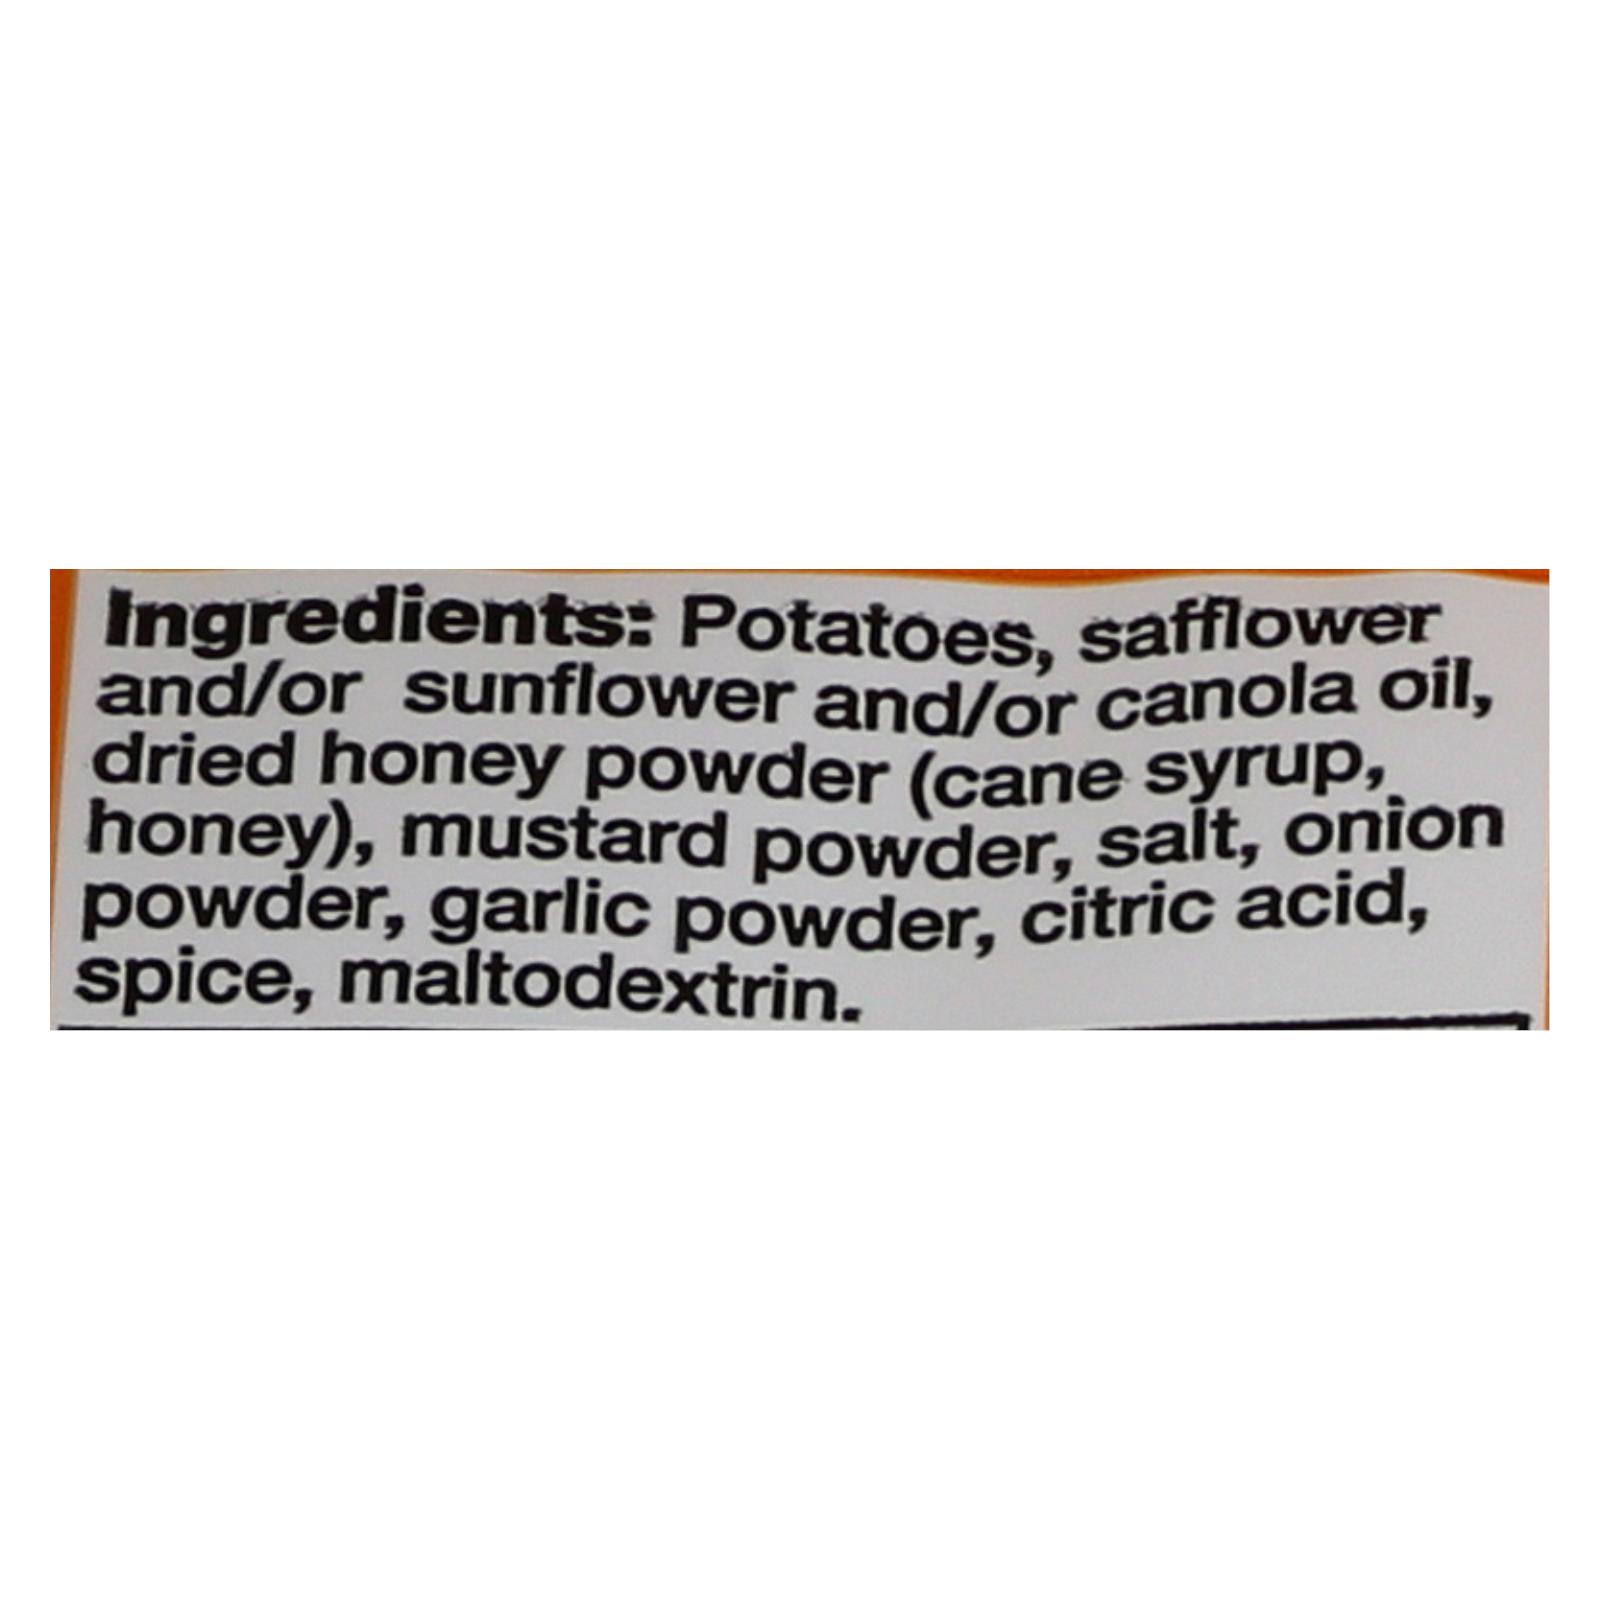 Ingredients: Potatoes, safflower
and/or sunflower and/or canola oil,
dried honey powder (cane syrup,
honey), mustard powder, salt, onion
powder, garlic powder, citric acid,
spice, maltodextrin.